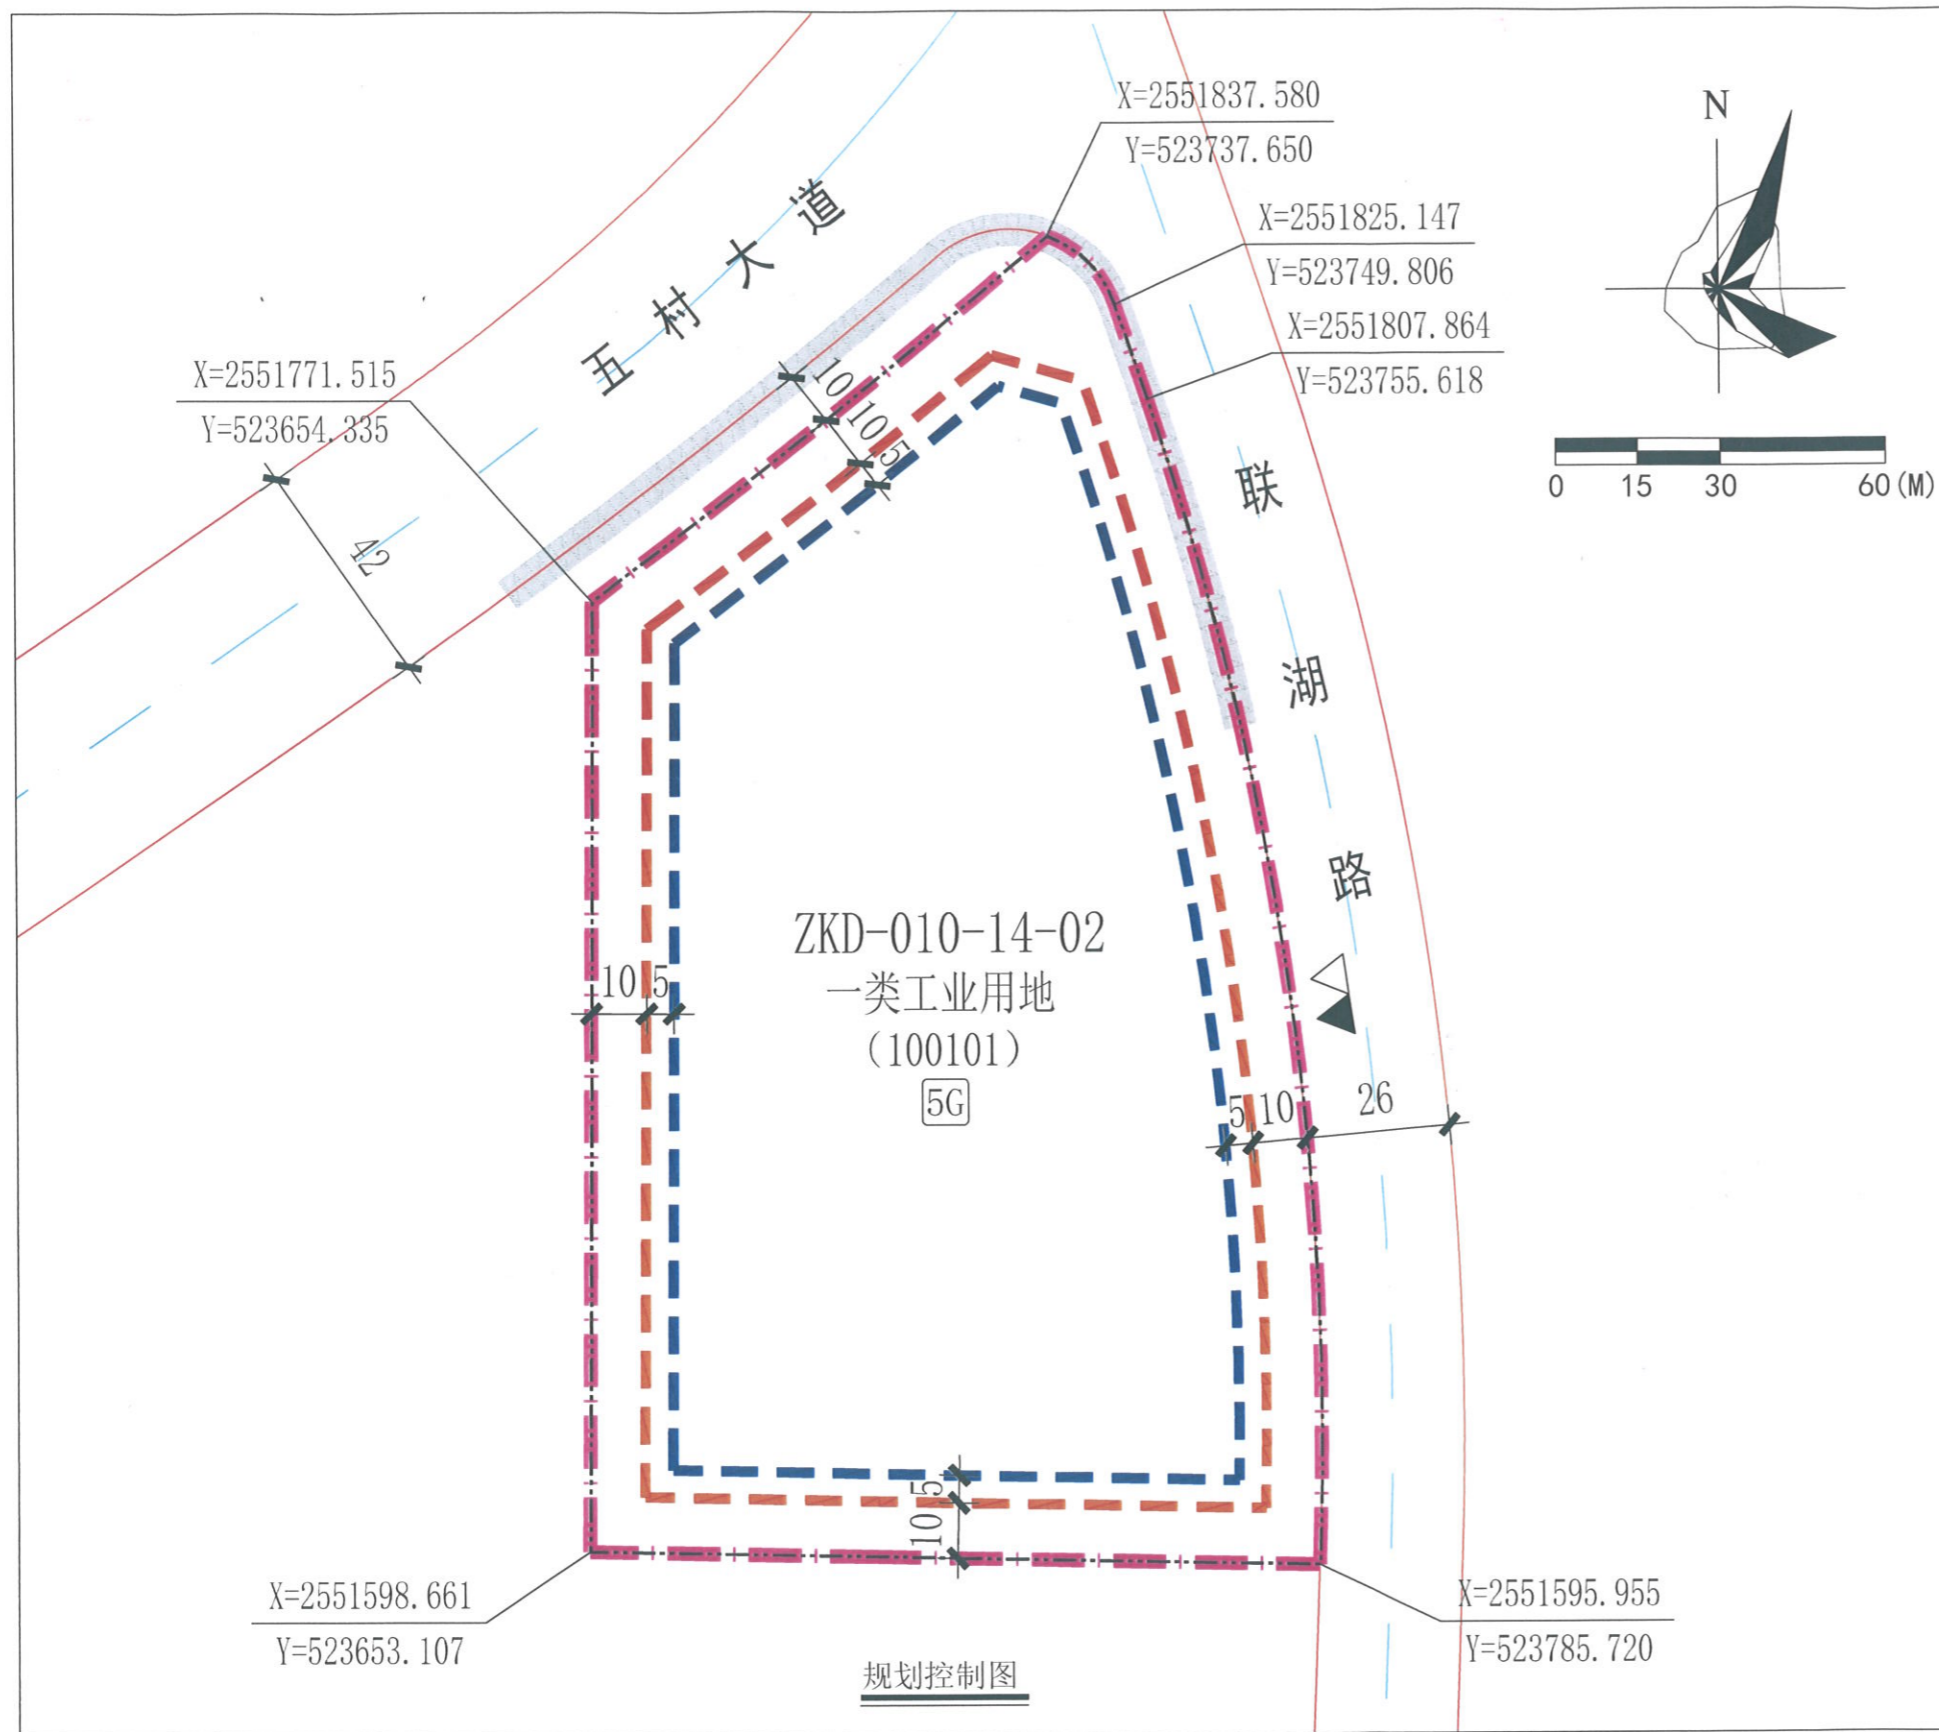 X=2551837.580
Y=523737.650
N
X=2551825.147
Y=523749.806
X=2551807.864
Y=523755.618
五村大道
X=2551771.515
Y=523654.335
10
10
5
42
0 15 30 60(M)
联湖路
ZKD-010-14-02
一类工业用地
(100101)
5G
10 5
5 10 26
5
10
X=2551598.661
Y=523653.107
X=2551595.955
Y=523785.720
规划控制图